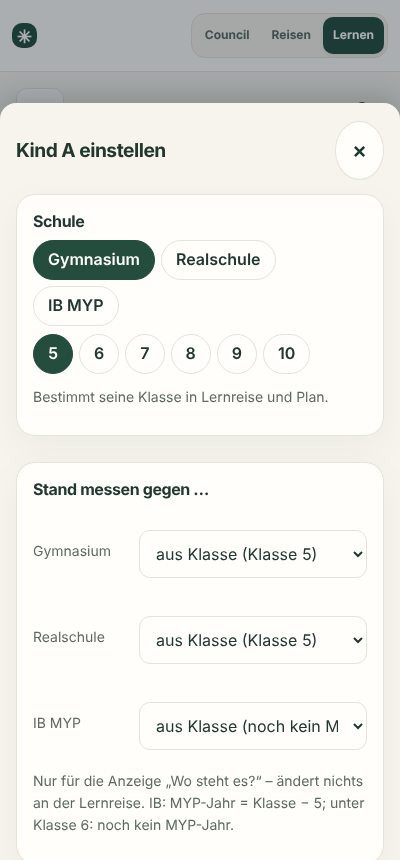 Council Reisen Lernen
Kind A einstellen
×
Schule
Gymnasium Realschule
IB MYP
5 6 7 8 9 10
Bestimmt seine Klasse in Lernreise und Plan.
Stand messen gegen …
Gymnasium aus Klasse (Klasse 5)
Realschule aus Klasse (Klasse 5)
IB MYP aus Klasse (noch kein M
Nur für die Anzeige „Wo steht es?“ – ändert nichts
an der Lernreise. IB: MYP-Jahr = Klasse − 5; unter
Klasse 6: noch kein MYP-Jahr.